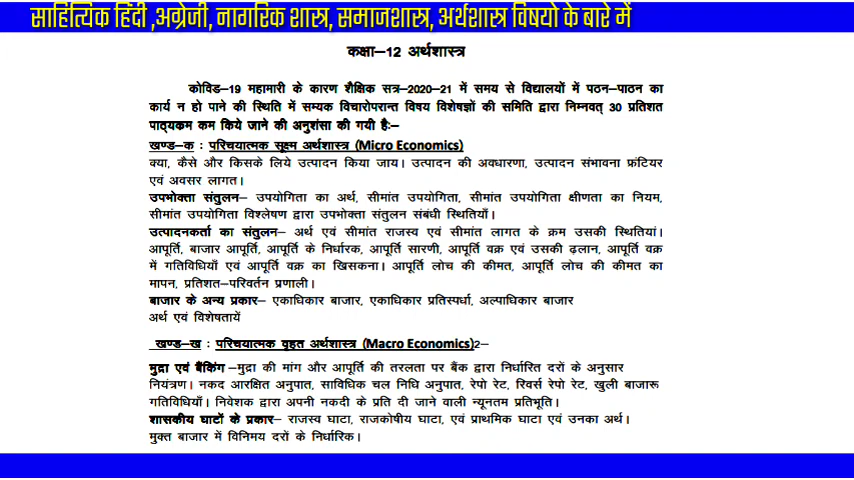 साहित्यिक हिंदी ,अग्रेजी, नागरिक शास्त्र, समाजशास्त्र, अर्थशास्त्र विषयो के बारे में
कक्षा–12 अर्थशास्त्र
कोविड–19 महामारी के कारण शैक्षिक सत्र–2020–21 में समय से विद्यालयों में पठन–पाठन का
कार्य न हो पाने की स्थिति में सम्यक विचारोपरान्त विषय विशेषज्ञों की समिति द्वारा निम्नवत् 30 प्रतिशत
पाठ्यकम कम किये जाने की अनुशंसा की गयी हैः–
खण्ड–क : परिचयात्मक सूक्ष्म अर्थशास्त्र (Micro Economics)
क्या, कैसे और किसके लिये उत्पादन किया जाय। उत्पादन की अवधारणा, उत्पादन संभावना फ्रंटियर
एवं अवसर लागत।
उपभोक्ता संतुलन– उपयोगिता का अर्थ, सीमांत उपयोगिता, सीमांत उपयोगिता क्षीणता का नियम,
सीमांत उपयोगिता विश्लेषण द्वारा उपभोक्ता संतुलन संबंधी स्थितियाँ।
उत्पादनकर्ता का संतुलन– अर्थ एवं सीमांत राजस्व एवं सीमांत लागत के क्रम उसकी स्थितियां।
आपूर्ति, बाजार आपूर्ति, आपूर्ति के निर्धारक, आपूर्ति सारणी, आपूर्ति वक्र एवं उसकी ढ़लान, आपूर्ति वक्र
में गतिविधियाँ एवं आपूर्ति वक्र का खिसकना। आपूर्ति लोच की कीमत, आपूर्ति लोच की कीमत का
मापन, प्रतिशत–परिवर्तन प्रणाली।
बाजार के अन्य प्रकार– एकाधिकार बाजार, एकाधिकार प्रतिस्पर्धा, अल्पाधिकार बाजार
अर्थ एवं विशेषतायें
खण्ड–ख : परिचयात्मक वृहत अर्थशास्त्र (Macro Economics)2–
मुद्रा एवं बैंकिंग –मुद्रा की मांग और आपूर्ति की तरलता पर बैंक द्वारा निर्धारित दरों के अनुसार
नियंत्रण। नकद आरक्षित अनुपात, साविधिक चल निधि अनुपात, रेपो रेट, रिवर्स रेपो रेट, खुली बाजारू
गतिविधियाँ। निवेशक द्वारा अपनी नकदी के प्रति दी जाने वाली न्यूनतम प्रतिभूति।
शासकीय घाटों के प्रकार– राजस्व घाटा, राजकोषीय घाटा, एवं प्राथमिक घाटा एवं उनका अर्थ।
मुक्त बाजार में विनिमय दरों के निर्धारिक।